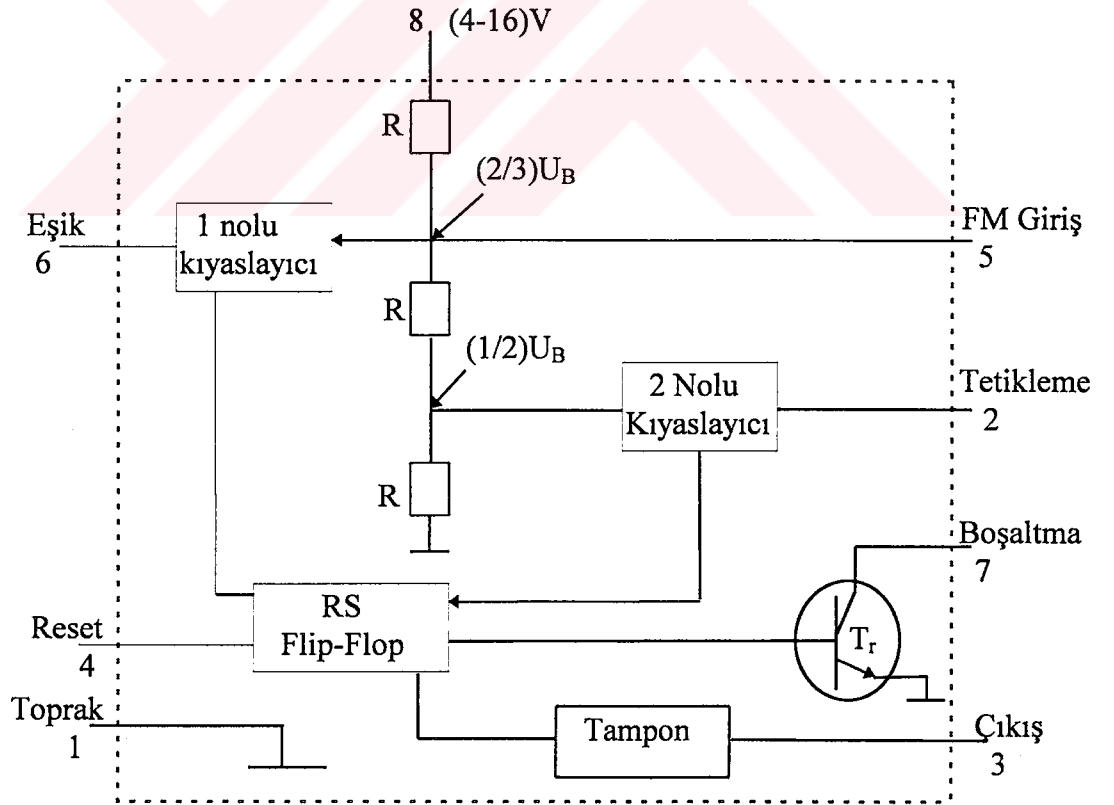 8 (4-16)V
R
(2/3)U_B
Eşik
6
1 nolu
kıyaslayıcı
FM Giriş
5
R
(1/2)U_B
2 Nolu
Kıyaslayıcı
Tetikleme
2
R
Boşaltma
7
RS
Flip-Flop
Reset
4
T_r
Toprak
1
Tampon
Çıkış
3